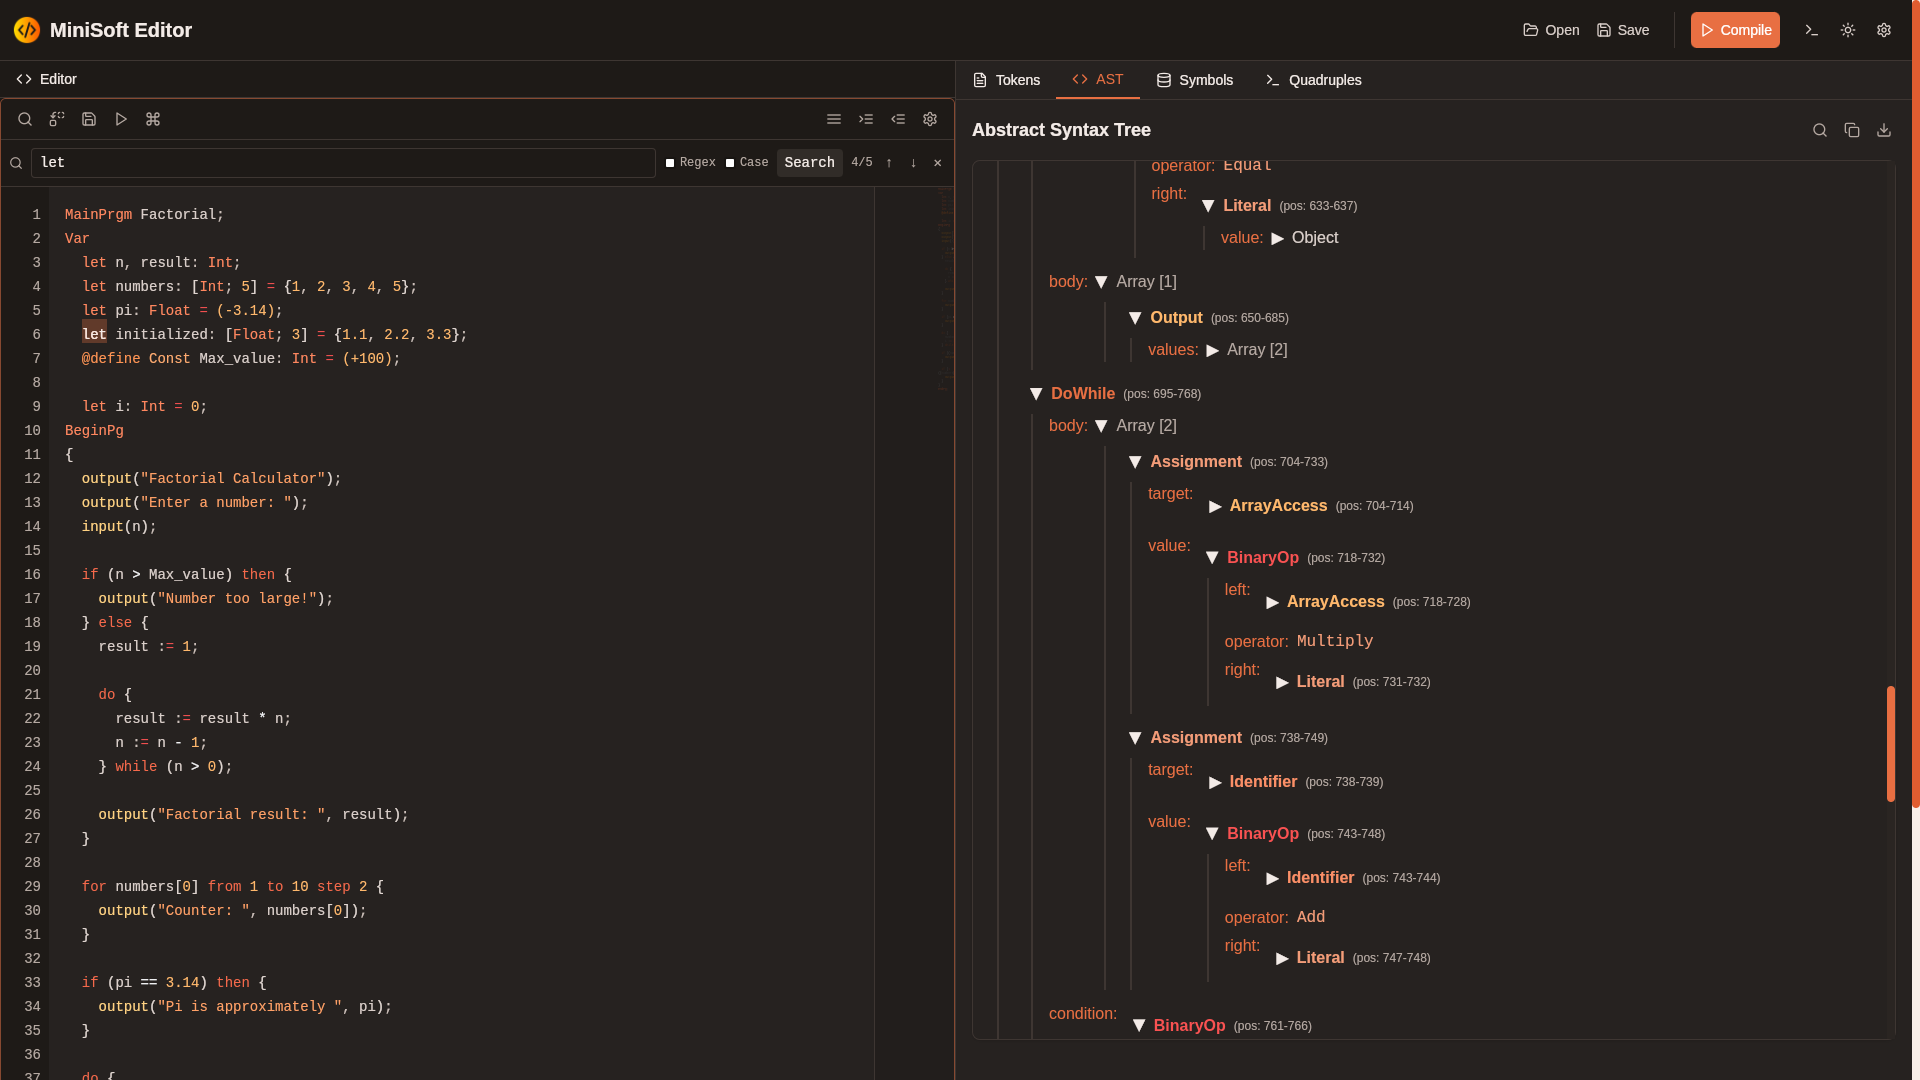 MiniSoft Editor
Open
Save
Compile
Editor
let
Regex
Case
Search
4/5
↑ ↓ ×
1 MainPrgm Factorial;
2 Var
3 let n, result: Int;
4 let numbers: [Int; 5] = {1, 2, 3, 4, 5};
5 let pi: Float = (-3.14);
6 let initialized: [Float; 3] = {1.1, 2.2, 3.3};
7 @define Const Max_value: Int = (+100);
8
9 let i: Int = 0;
10 BeginPg
11 {
12 output("Factorial Calculator");
13 output("Enter a number: ");
14 input(n);
15
16 if (n > Max_value) then {
17 output("Number too large!");
18 } else {
19 result := 1;
20
21 do {
22 result := result * n;
23 n := n - 1;
24 } while (n > 0);
25
26 output("Factorial result: ", result);
27 }
28
29 for numbers[0] from 1 to 10 step 2 {
30 output("Counter: ", numbers[0]);
31 }
32
33 if (pi == 3.14) then {
34 output("Pi is approximately ", pi);
35 }
36
37 do {
Tokens
AST
Symbols
Quadruples
Abstract Syntax Tree
operator: Equal
right:
▼ Literal (pos: 633-637)
value: ▶ Object
body: ▼ Array [1]
▼ Output (pos: 650-685)
values: ▶ Array [2]
▼ DoWhile (pos: 695-768)
body: ▼ Array [2]
▼ Assignment (pos: 704-733)
target:
▶ ArrayAccess (pos: 704-714)
value:
▼ BinaryOp (pos: 718-732)
left:
▶ ArrayAccess (pos: 718-728)
operator: Multiply
right:
▶ Literal (pos: 731-732)
▼ Assignment (pos: 738-749)
target:
▶ Identifier (pos: 738-739)
value:
▼ BinaryOp (pos: 743-748)
left:
▶ Identifier (pos: 743-744)
operator: Add
right:
▶ Literal (pos: 747-748)
condition:
▼ BinaryOp (pos: 761-766)